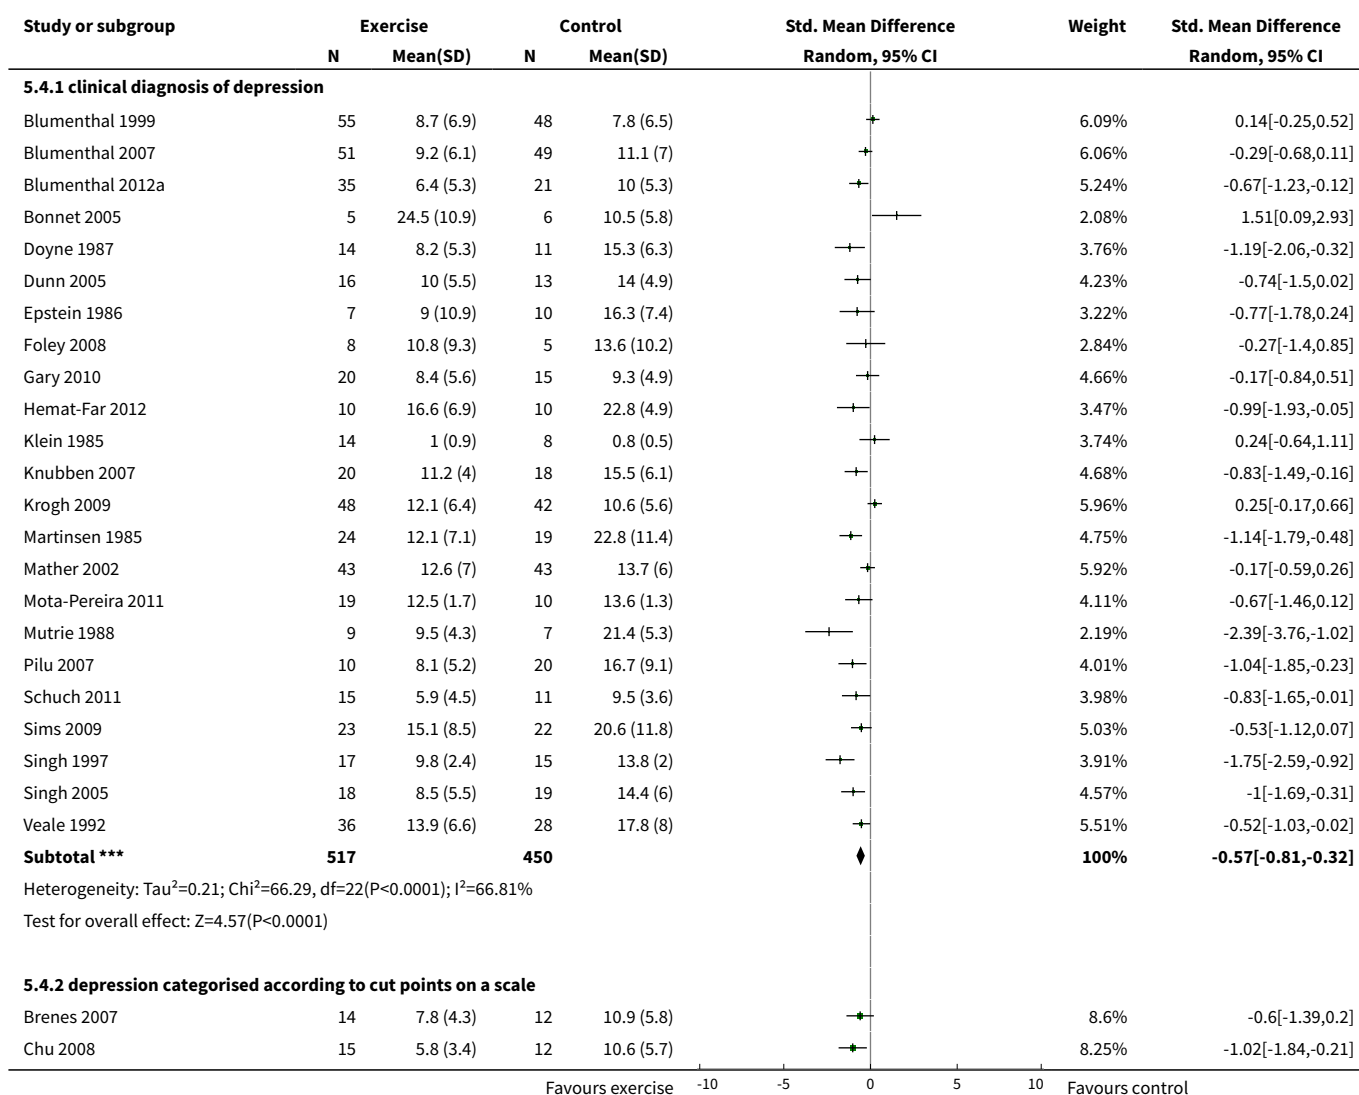 Study or subgroup Exercise Control Std. Mean Difference Weight Std. Mean Difference
N Mean(SD) N Mean(SD) Random, 95% CI Random, 95% CI
5.4.1 clinical diagnosis of depression
Blumenthal 1999 55 8.7 (6.9) 48 7.8 (6.5) 6.09% 0.14[-0.25,0.52]
Blumenthal 2007 51 9.2 (6.1) 49 11.1 (7) 6.06% -0.29[-0.68,0.11]
Blumenthal 2012a 35 6.4 (5.3) 21 10 (5.3) 5.24% -0.67[-1.23,-0.12]
Bonnet 2005 5 24.5 (10.9) 6 10.5 (5.8) 2.08% 1.51[0.09,2.93]
Doyne 1987 14 8.2 (5.3) 11 15.3 (6.3) 3.76% -1.19[-2.06,-0.32]
Dunn 2005 16 10 (5.5) 13 14 (4.9) 4.23% -0.74[-1.5,0.02]
Epstein 1986 7 9 (10.9) 10 16.3 (7.4) 3.22% -0.77[-1.78,0.24]
Foley 2008 8 10.8 (9.3) 5 13.6 (10.2) 2.84% -0.27[-1.4,0.85]
Gary 2010 20 8.4 (5.6) 15 9.3 (4.9) 4.66% -0.17[-0.84,0.51]
Hemat-Far 2012 10 16.6 (6.9) 10 22.8 (4.9) 3.47% -0.99[-1.93,-0.05]
Klein 1985 14 1 (0.9) 8 0.8 (0.5) 3.74% 0.24[-0.64,1.11]
Knubben 2007 20 11.2 (4) 18 15.5 (6.1) 4.68% -0.83[-1.49,-0.16]
Krogh 2009 48 12.1 (6.4) 42 10.6 (5.6) 5.96% 0.25[-0.17,0.66]
Martinsen 1985 24 12.1 (7.1) 19 22.8 (11.4) 4.75% -1.14[-1.79,-0.48]
Mather 2002 43 12.6 (7) 43 13.7 (6) 5.92% -0.17[-0.59,0.26]
Mota-Pereira 2011 19 12.5 (1.7) 10 13.6 (1.3) 4.11% -0.67[-1.46,0.12]
Mutrie 1988 9 9.5 (4.3) 7 21.4 (5.3) 2.19% -2.39[-3.76,-1.02]
Pilu 2007 10 8.1 (5.2) 20 16.7 (9.1) 4.01% -1.04[-1.85,-0.23]
Schuch 2011 15 5.9 (4.5) 11 9.5 (3.6) 3.98% -0.83[-1.65,-0.01]
Sims 2009 23 15.1 (8.5) 22 20.6 (11.8) 5.03% -0.53[-1.12,0.07]
Singh 1997 17 9.8 (2.4) 15 13.8 (2) 3.91% -1.75[-2.59,-0.92]
Singh 2005 18 8.5 (5.5) 19 14.4 (6) 4.57% -1[-1.69,-0.31]
Veale 1992 36 13.9 (6.6) 28 17.8 (8) 5.51% -0.52[-1.03,-0.02]
Subtotal *** 517 450 100% -0.57[-0.81,-0.32]
Heterogeneity: Tau²=0.21; Chi²=66.29, df=22(P<0.0001); I²=66.81%
Test for overall effect: Z=4.57(P<0.0001)
5.4.2 depression categorised according to cut points on a scale
Brenes 2007 14 7.8 (4.3) 12 10.9 (5.8) 8.6% -0.6[-1.39,0.2]
Chu 2008 15 5.8 (3.4) 12 10.6 (5.7) 8.25% -1.02[-1.84,-0.21]
Favours exercise -10 -5 0 5 10 Favours control